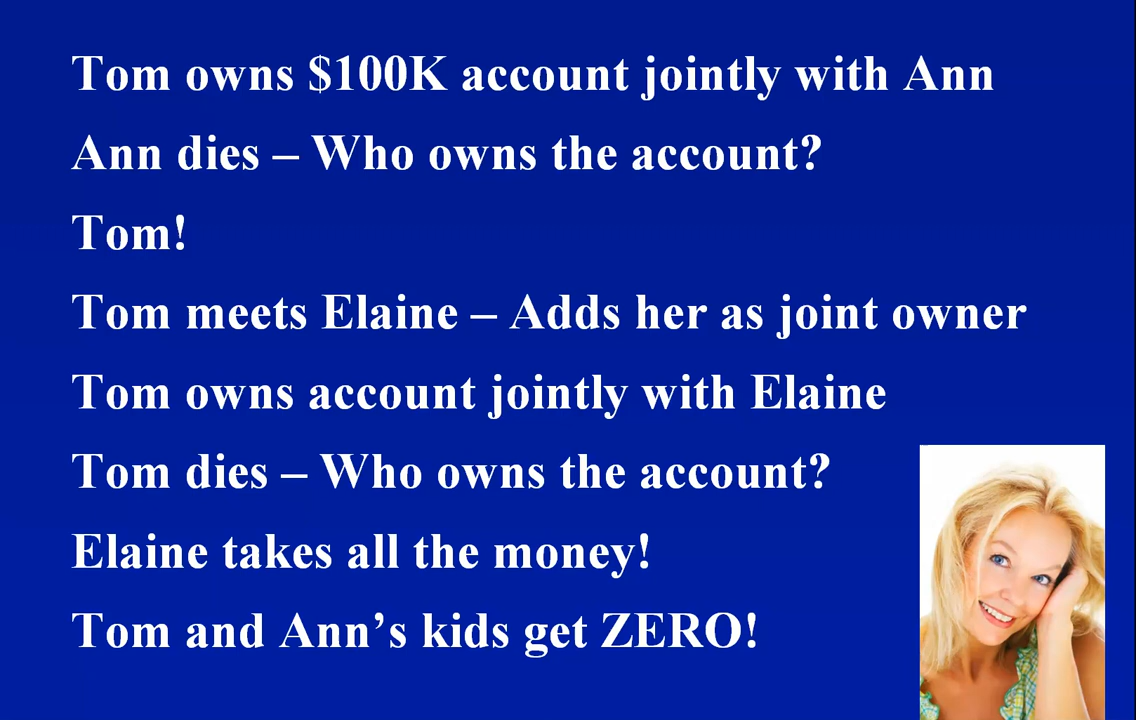 Tom owns $100K account jointly with Ann
Ann dies – Who owns the account?
Tom!
Tom meets Elaine – Adds her as joint owner
Tom owns account jointly with Elaine
Tom dies – Who owns the account?
Elaine takes all the money!
Tom and Ann’s kids get ZERO!